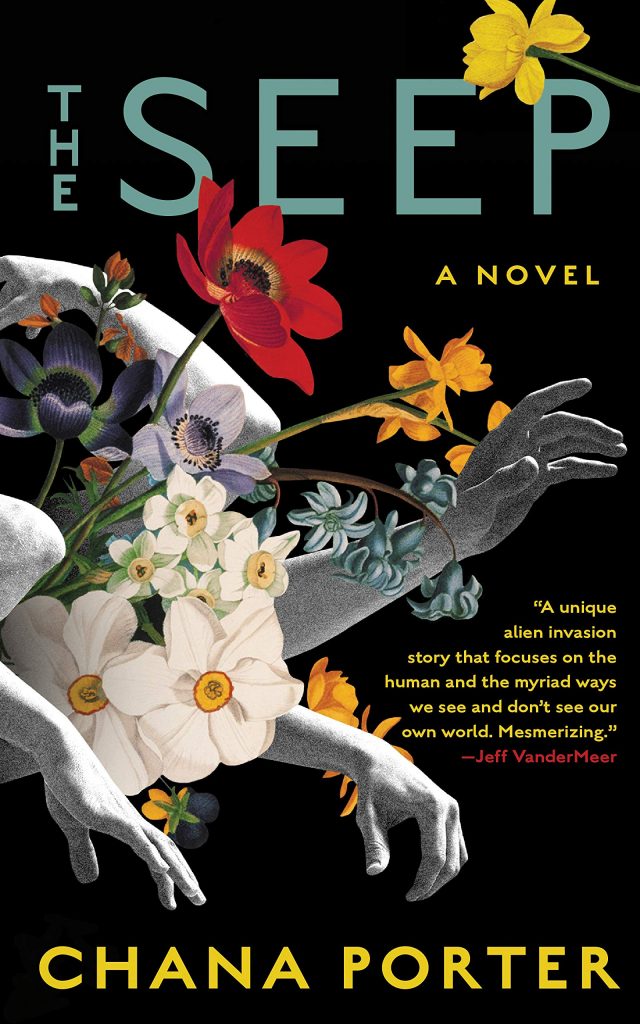 THE SEEP
A NOVEL
“A unique
alien invasion
story that focuses on the
human and the myriad ways
we see and don’t see our
own world. Mesmerizing.”
—Jeff VanderMeer
CHANA PORTER